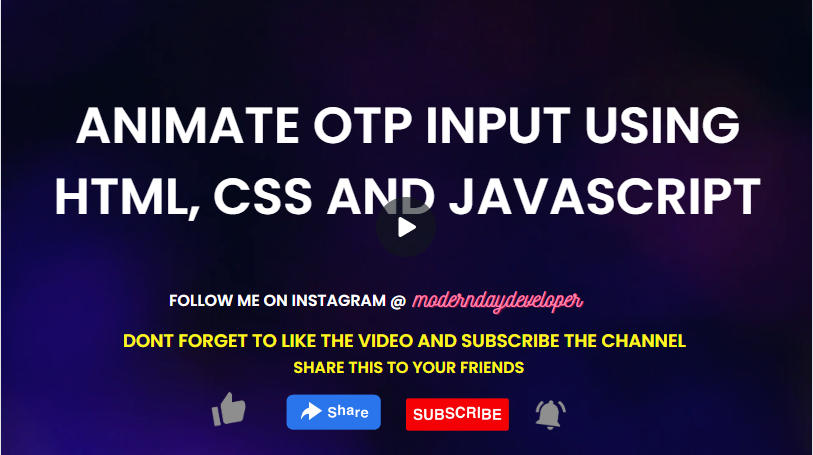 ANIMATE OTP INPUT USING
HTML, CSS AND JAVASCRIPT
FOLLOW ME ON INSTAGRAM @ moderndaydeveloper
DONT FORGET TO LIKE THE VIDEO AND SUBSCRIBE THE CHANNEL
SHARE THIS TO YOUR FRIENDS
Share SUBSCRIBE